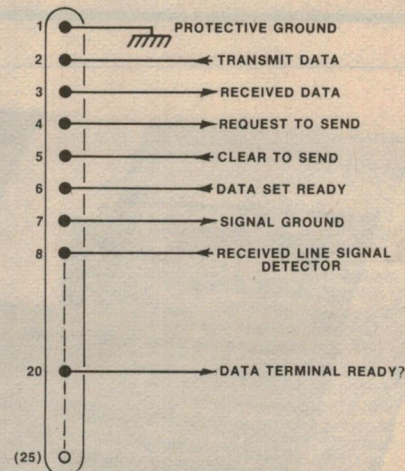 1 PROTECTIVE GROUND
2 TRANSMIT DATA
3 RECEIVED DATA
4 REQUEST TO SEND
5 CLEAR TO SEND
6 DATA SET READY
7 SIGNAL GROUND
8 RECEIVED LINE SIGNAL
DETECTOR
20 DATA TERMINAL READY?
(25)